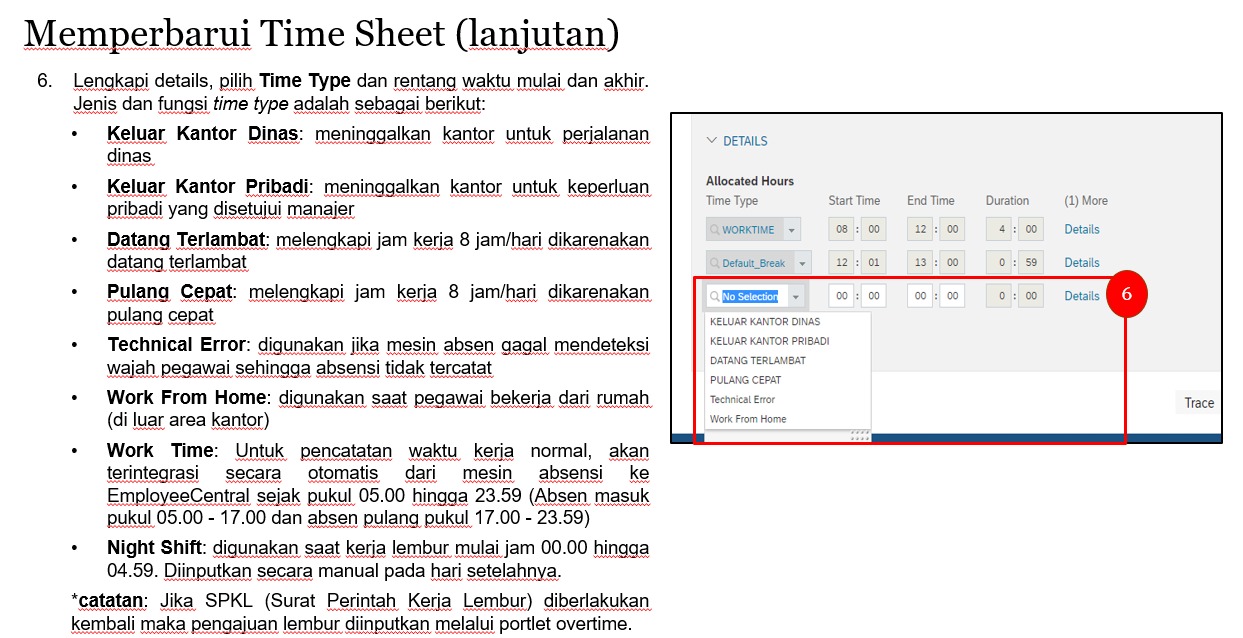 Memperbarui Time Sheet (lanjutan)
6. Lengkapi details, pilih Time Type dan rentang waktu mulai dan akhir.
Jenis dan fungsi time type adalah sebagai berikut:
• Keluar Kantor Dinas: meninggalkan kantor untuk perjalanan
dinas
• Keluar Kantor Pribadi: meninggalkan kantor untuk keperluan
pribadi yang disetujui manajer
• Datang Terlambat: melengkapi jam kerja 8 jam/hari dikarenakan
datang terlambat
• Pulang Cepat: melengkapi jam kerja 8 jam/hari dikarenakan
pulang cepat
• Technical Error: digunakan jika mesin absen gagal mendeteksi
wajah pegawai sehingga absensi tidak tercatat
• Work From Home: digunakan saat pegawai bekerja dari rumah
(di luar area kantor)
• Work Time: Untuk pencatatan waktu kerja normal, akan
terintegrasi secara otomatis dari mesin absensi ke
EmployeeCentral sejak pukul 05.00 hingga 23.59 (Absen masuk
pukul 05.00 - 17.00 dan absen pulang pukul 17.00 - 23.59)
• Night Shift: digunakan saat kerja lembur mulai jam 00.00 hingga
04.59. Diinputkan secara manual pada hari setelahnya.
*catatan: Jika SPKL (Surat Perintah Kerja Lembur) diberlakukan
kembali maka pengajuan lembur diinputkan melalui portlet overtime.
DETAILS
Allocated Hours
Time Type Start Time End Time Duration (1) More
WORKTIME 08 : 00 12 : 00 4 : 00 Details
Default_Break 12 : 01 13 : 00 0 : 59 Details
No Selection 00 : 00 00 : 00 0 : 00 Details 6
KELUAR KANTOR DINAS
KELUAR KANTOR PRIBADI
DATANG TERLAMBAT
PULANG CEPAT
Technical Error
Work From Home
Trace